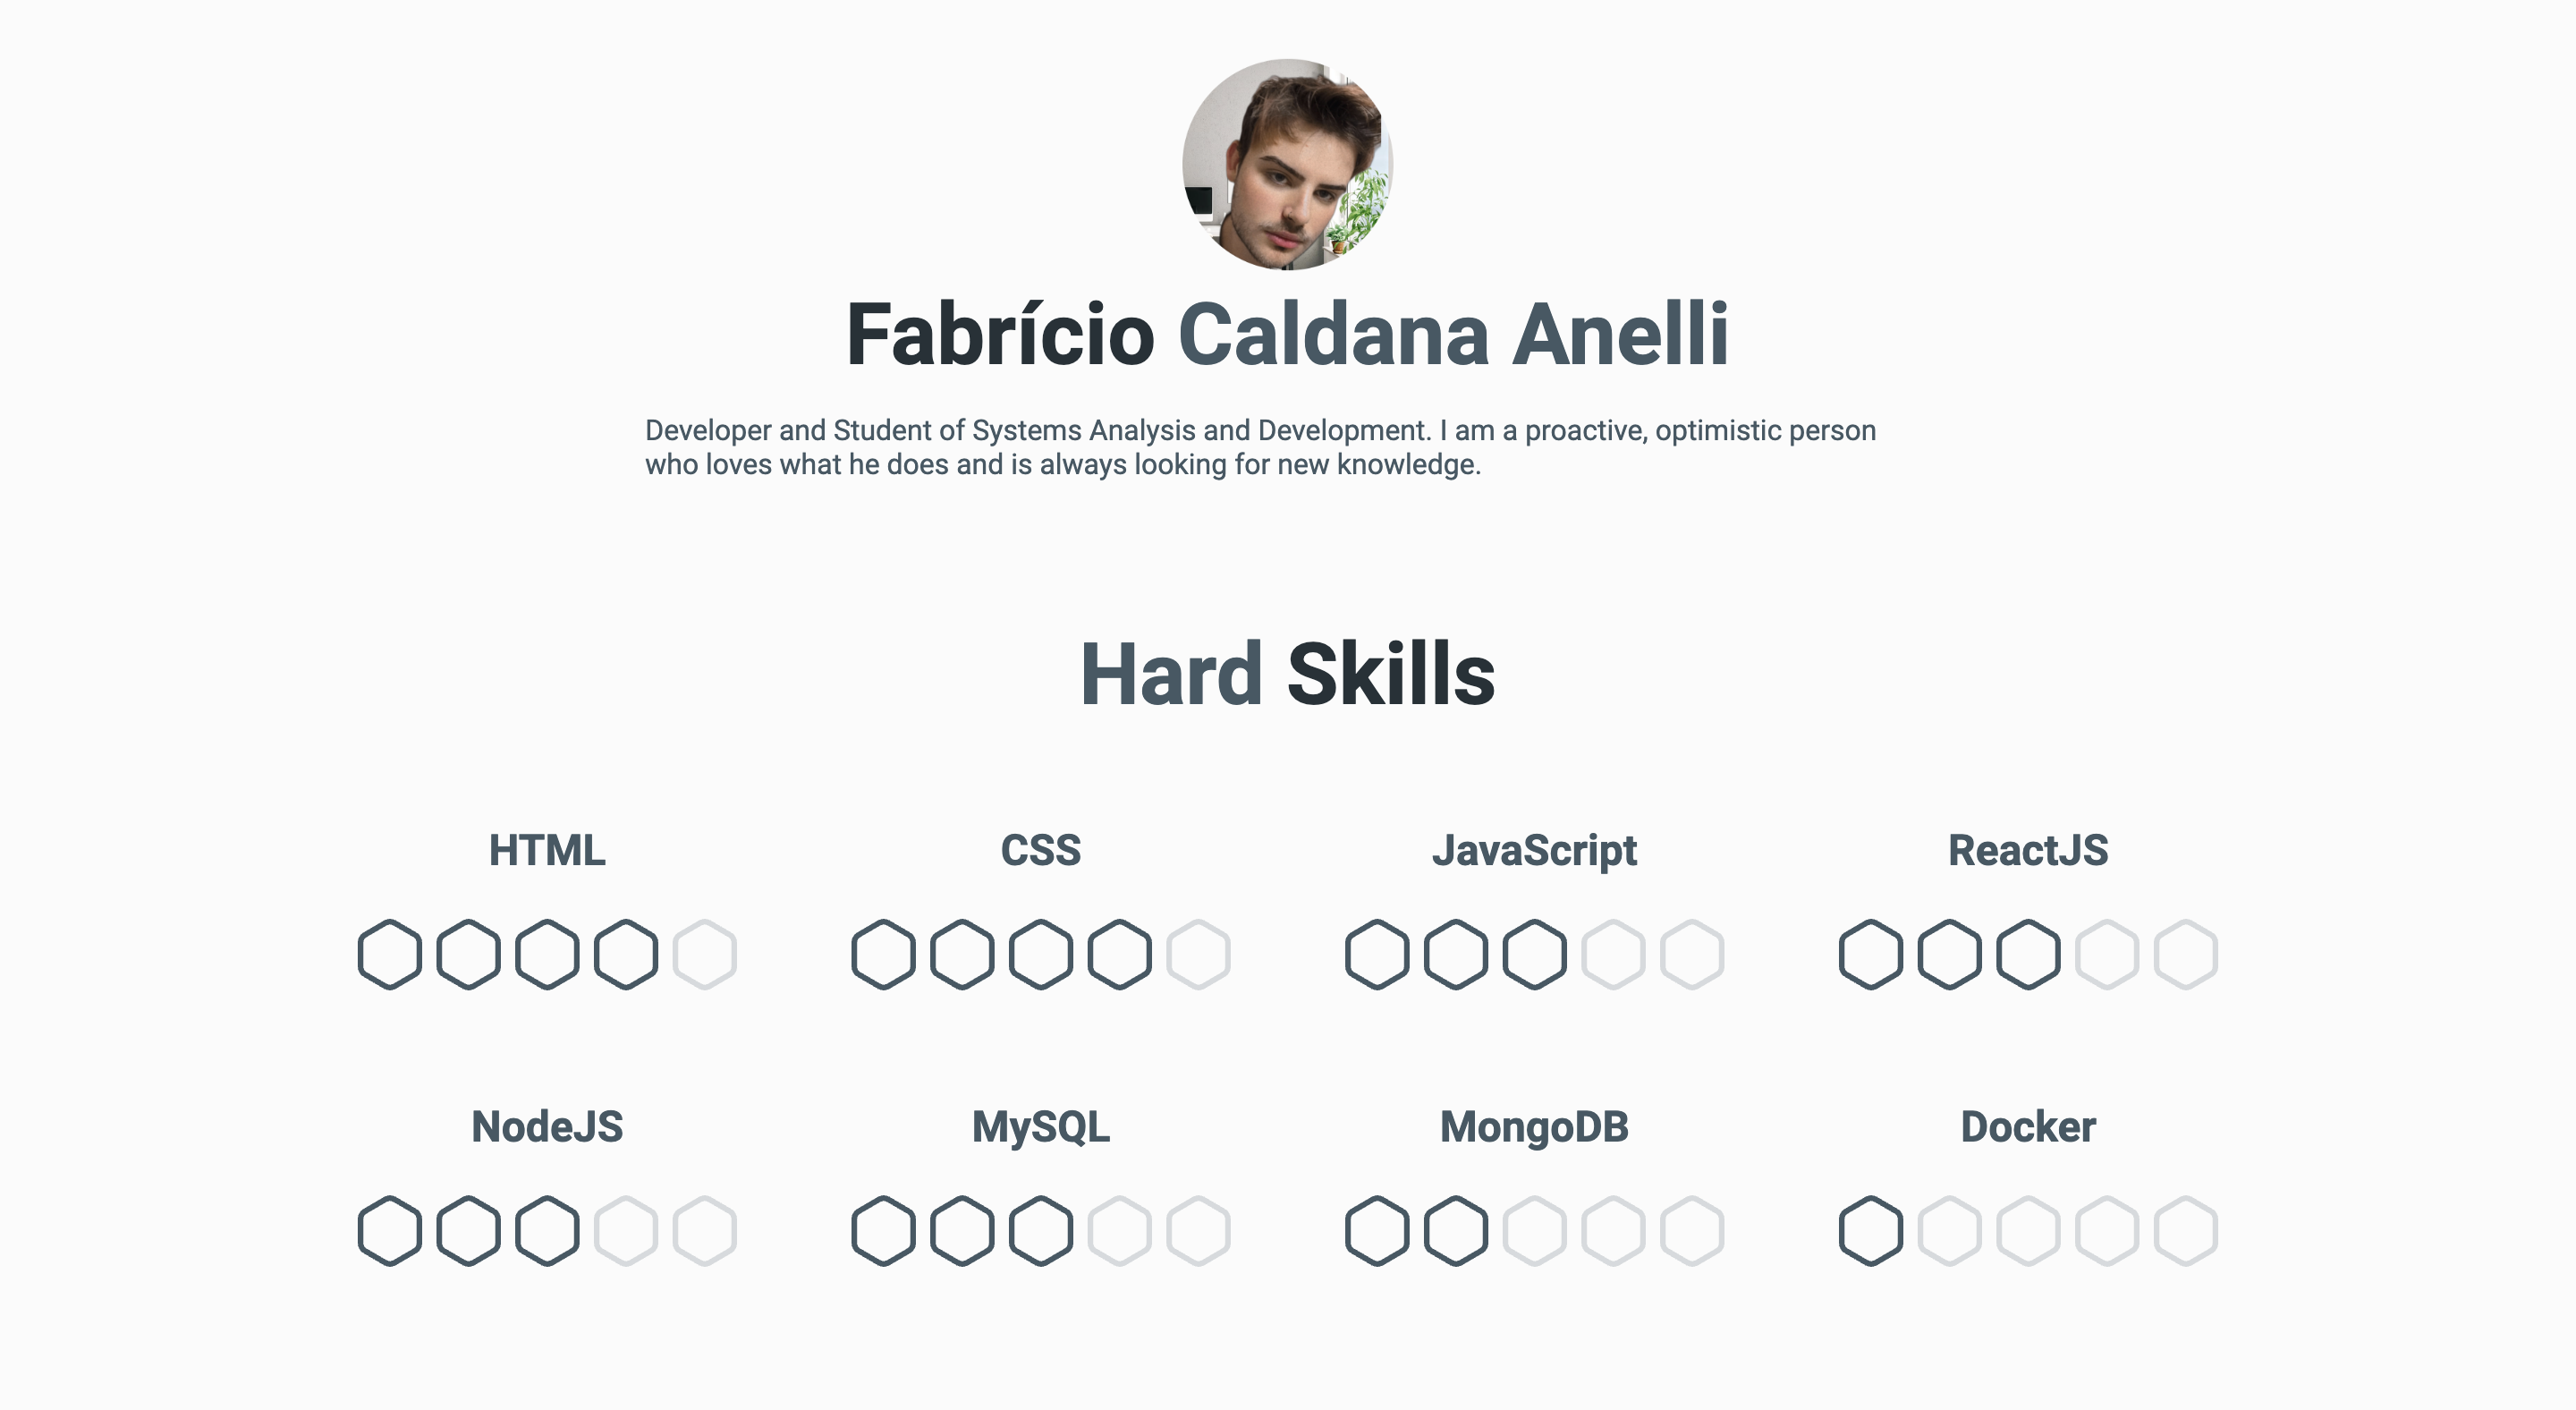 Fabrício Caldana Anelli
Developer and Student of Systems Analysis and Development. I am a proactive, optimistic person
who loves what he does and is always looking for new knowledge.
Hard Skills
HTML
CSS
JavaScript
ReactJS
NodeJS
MySQL
MongoDB
Docker